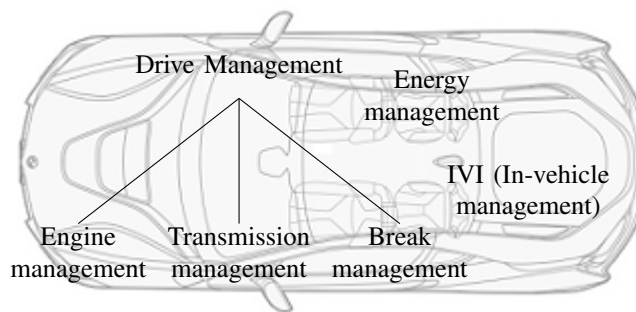 Drive Management
Energy
management
IVI (In-vehicle
management)
Engine
management
Transmission
management
Break
management